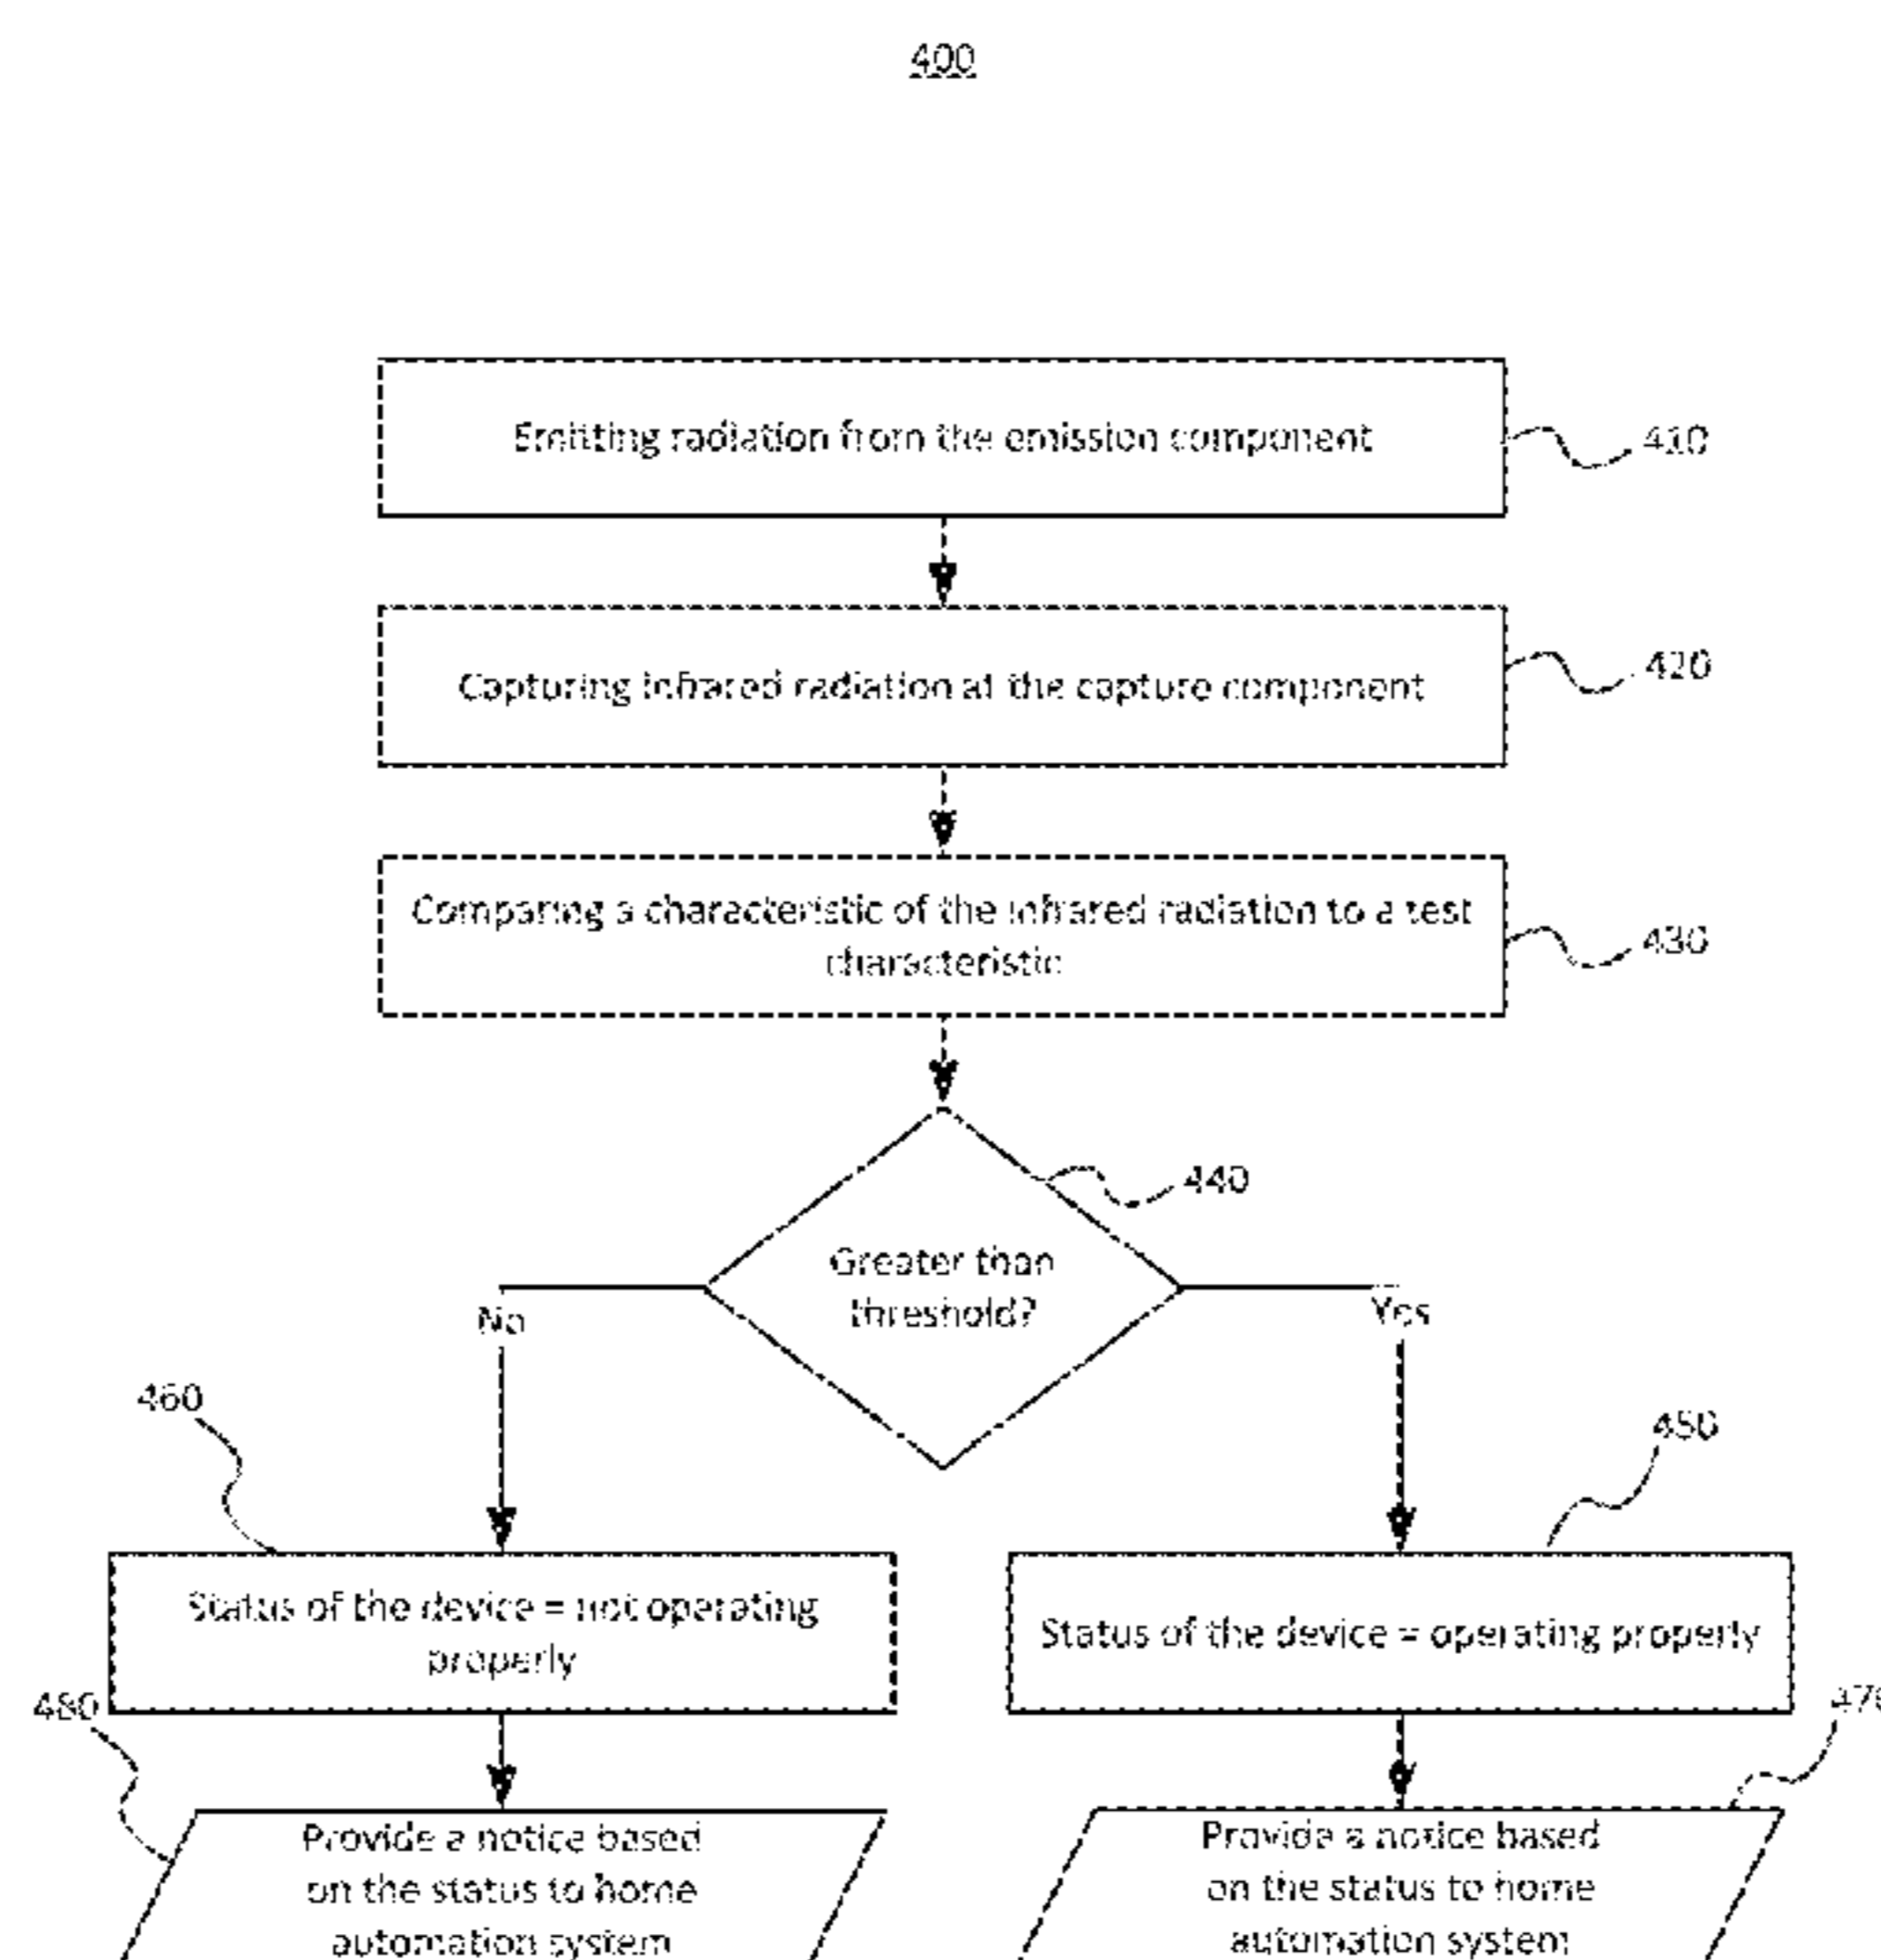 400
Emitting radiation from the emission component
410
Capturing infrared radiation at the capture component
420
Comparing a characteristic of the infrared radiation to a test
characteristic
430
440
Greater than
threshold?
No
Yes
460
450
Status of the device = not operating
properly
Status of the device = operating properly
480
470
Provide a notice based
on the status to home
automation system
Provide a notice based
on the status to home
automation system